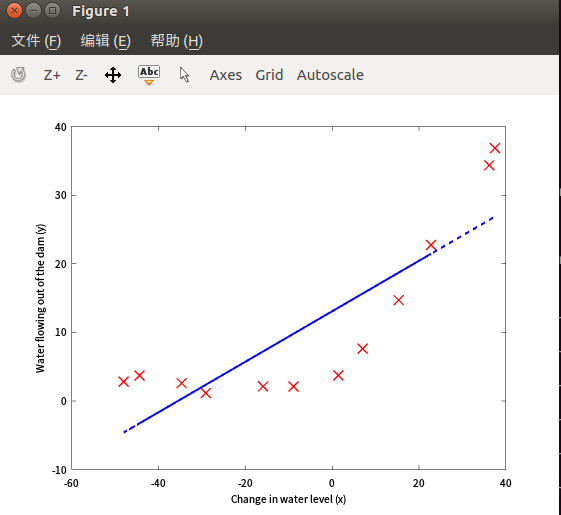 Figure 1
文件 (F) 编辑 (E) 帮助 (H)
Z+ Z- Abc Axes Grid Autoscale
40
30
20
10
0
-10
-60 -40 -20 0 20 40
Water flowing out of the dam (y)
Change in water level (x)